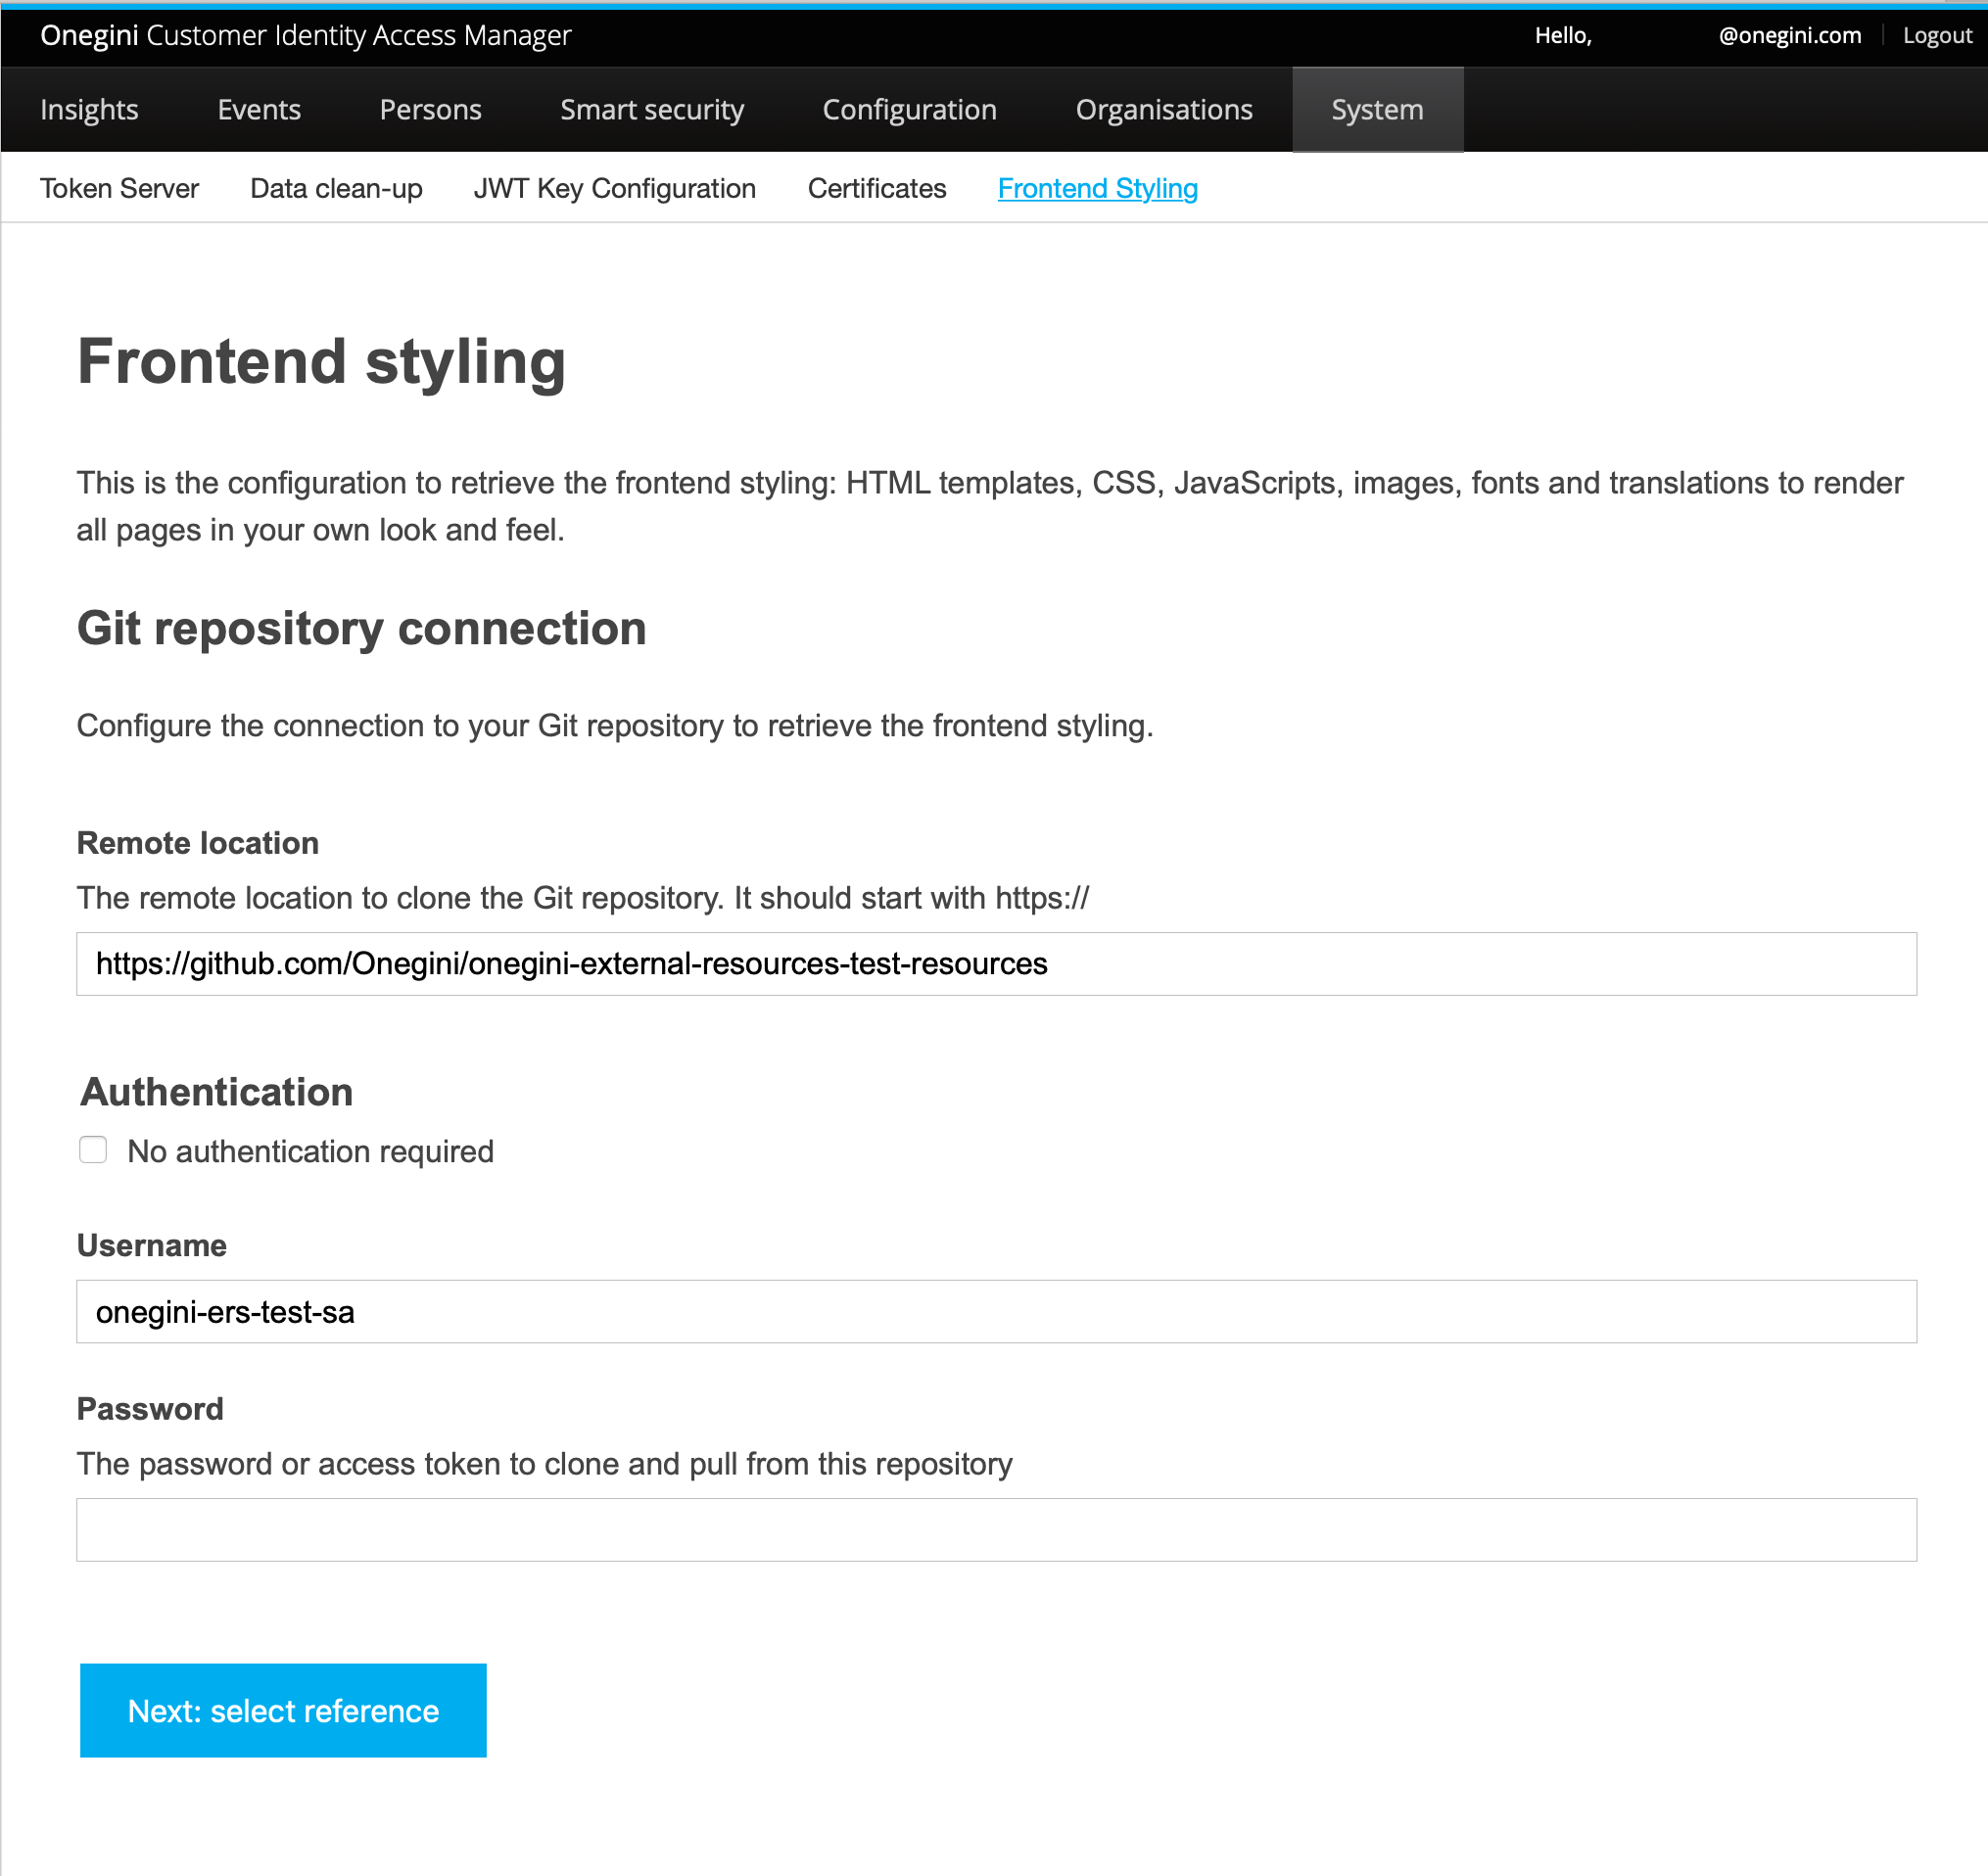 Onegini Customer Identity Access Manager
Hello, @onegini.com Logout
Insights Events Persons Smart security Configuration Organisations System
Token Server Data clean-up JWT Key Configuration Certificates Frontend Styling
Frontend styling
This is the configuration to retrieve the frontend styling: HTML templates, CSS, JavaScripts, images, fonts and translations to render
all pages in your own look and feel.
Git repository connection
Configure the connection to your Git repository to retrieve the frontend styling.
Remote location
The remote location to clone the Git repository. It should start with https://
https://github.com/Onegini/onegini-external-resources-test-resources
Authentication
No authentication required
Username
onegini-ers-test-sa
Password
The password or access token to clone and pull from this repository
Next: select reference